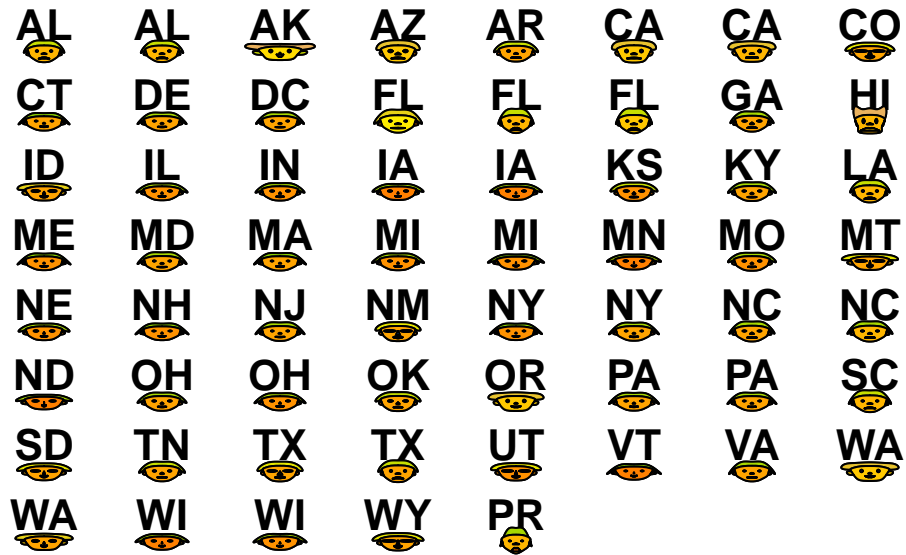 AL AL AK AZ AR CA CA CO
CT DE DC FL FL FL GA HI
ID IL IN IA IA KS KY LA
ME MD MA MI MI MN MO MT
NE NH NJ NM NY NY NC NC
ND OH OH OK OR PA PA SC
SD TN TX TX UT VT VA WA
WA WI WI WY PR